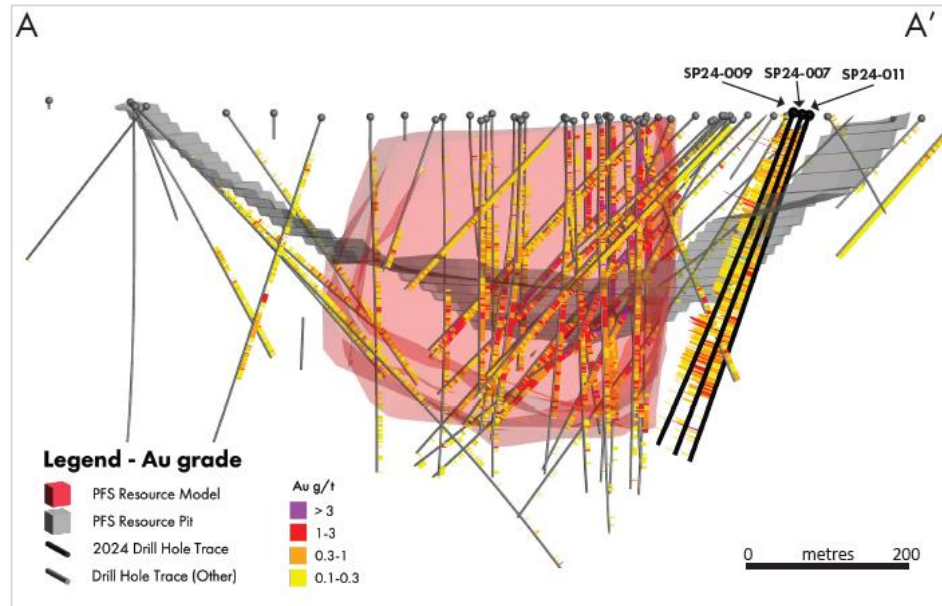 A
A'
SP24-009 SP24-007 SP24-011
Legend - Au grade
PFS Resource Model
PFS Resource Pit
2024 Drill Hole Trace
Drill Hole Trace (Other)
Au g/t
> 3
1-3
0.3-1
0.1-0.3
0 metres 200